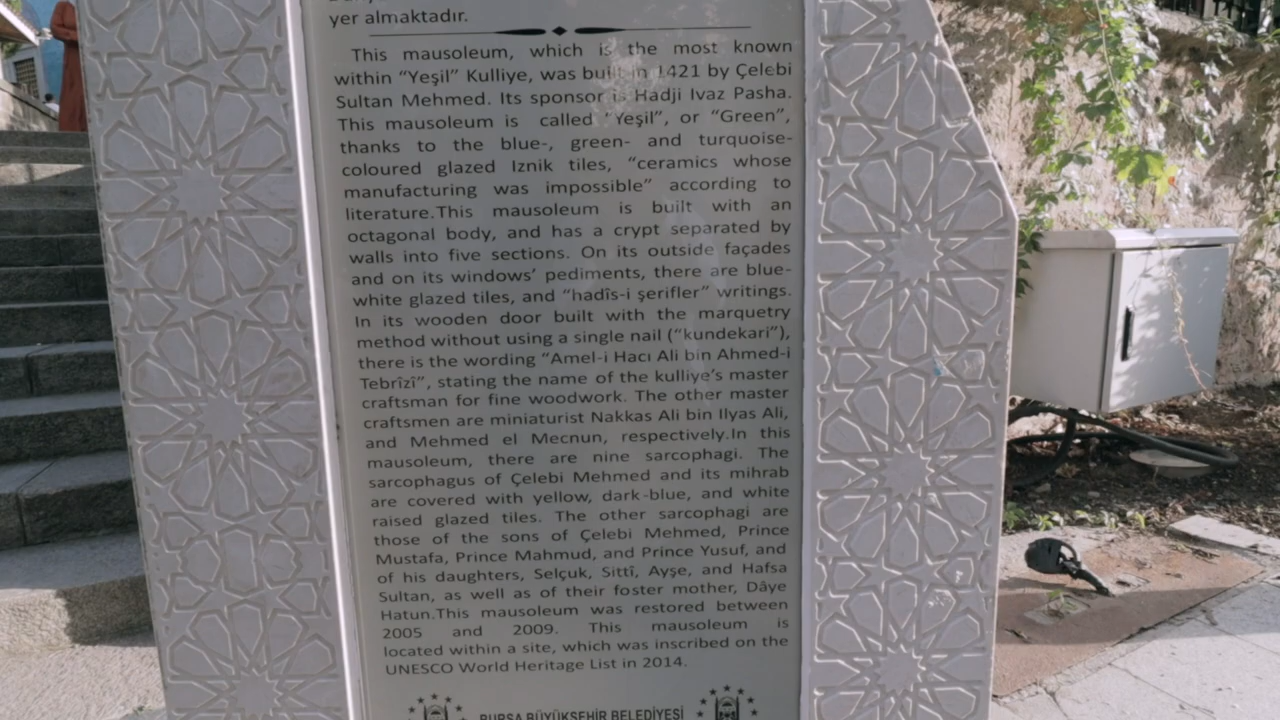 yer almaktadır.
This mausoleum, which is the most known
within “Yeşil” Kulliye, was built in 1421 by Çelebi
Sultan Mehmed. Its sponsor is Hadji Ivaz Pasha.
This mausoleum is called “Yeşil”, or “Green”,
thanks to the blue-, green- and turquoise-
coloured glazed Iznik tiles, “ceramics whose
manufacturing was impossible” according to
literature.This mausoleum is built with an
octagonal body, and has a crypt separated by
walls into five sections. On its outside façades
and on its windows’ pediments, there are blue-
white glazed tiles, and “hadîs-i şerifler” writings.
In its wooden door built with the marquetry
method without using a single nail (“kundekari”),
there is the wording “Amel-i Hacı Ali bin Ahmed-i
Tebrîzî”, stating the name of the kulliye’s master
craftsman for fine woodwork. The other master
craftsmen are miniaturist Nakkas Ali bin Ilyas Ali,
and Mehmed el Mecnun, respectively.In this
mausoleum, there are nine sarcophagi. The
sarcophagus of Çelebi Mehmed and its mihrab
are covered with yellow, dark-blue, and white
raised glazed tiles. The other sarcophagi are
those of the sons of Çelebi Mehmed, Prince
Mustafa, Prince Mahmud, and Prince Yusuf, and
of his daughters, Selçuk, Sittî, Ayşe, and Hafsa
Sultan, as well as of their foster mother, Dâye
Hatun.This mausoleum was restored between
2005 and 2009. This mausoleum is
located within a site, which was inscribed on the
UNESCO World Heritage List in 2014.
BURSA BÜYÜKŞEHİR BELEDİYESİ